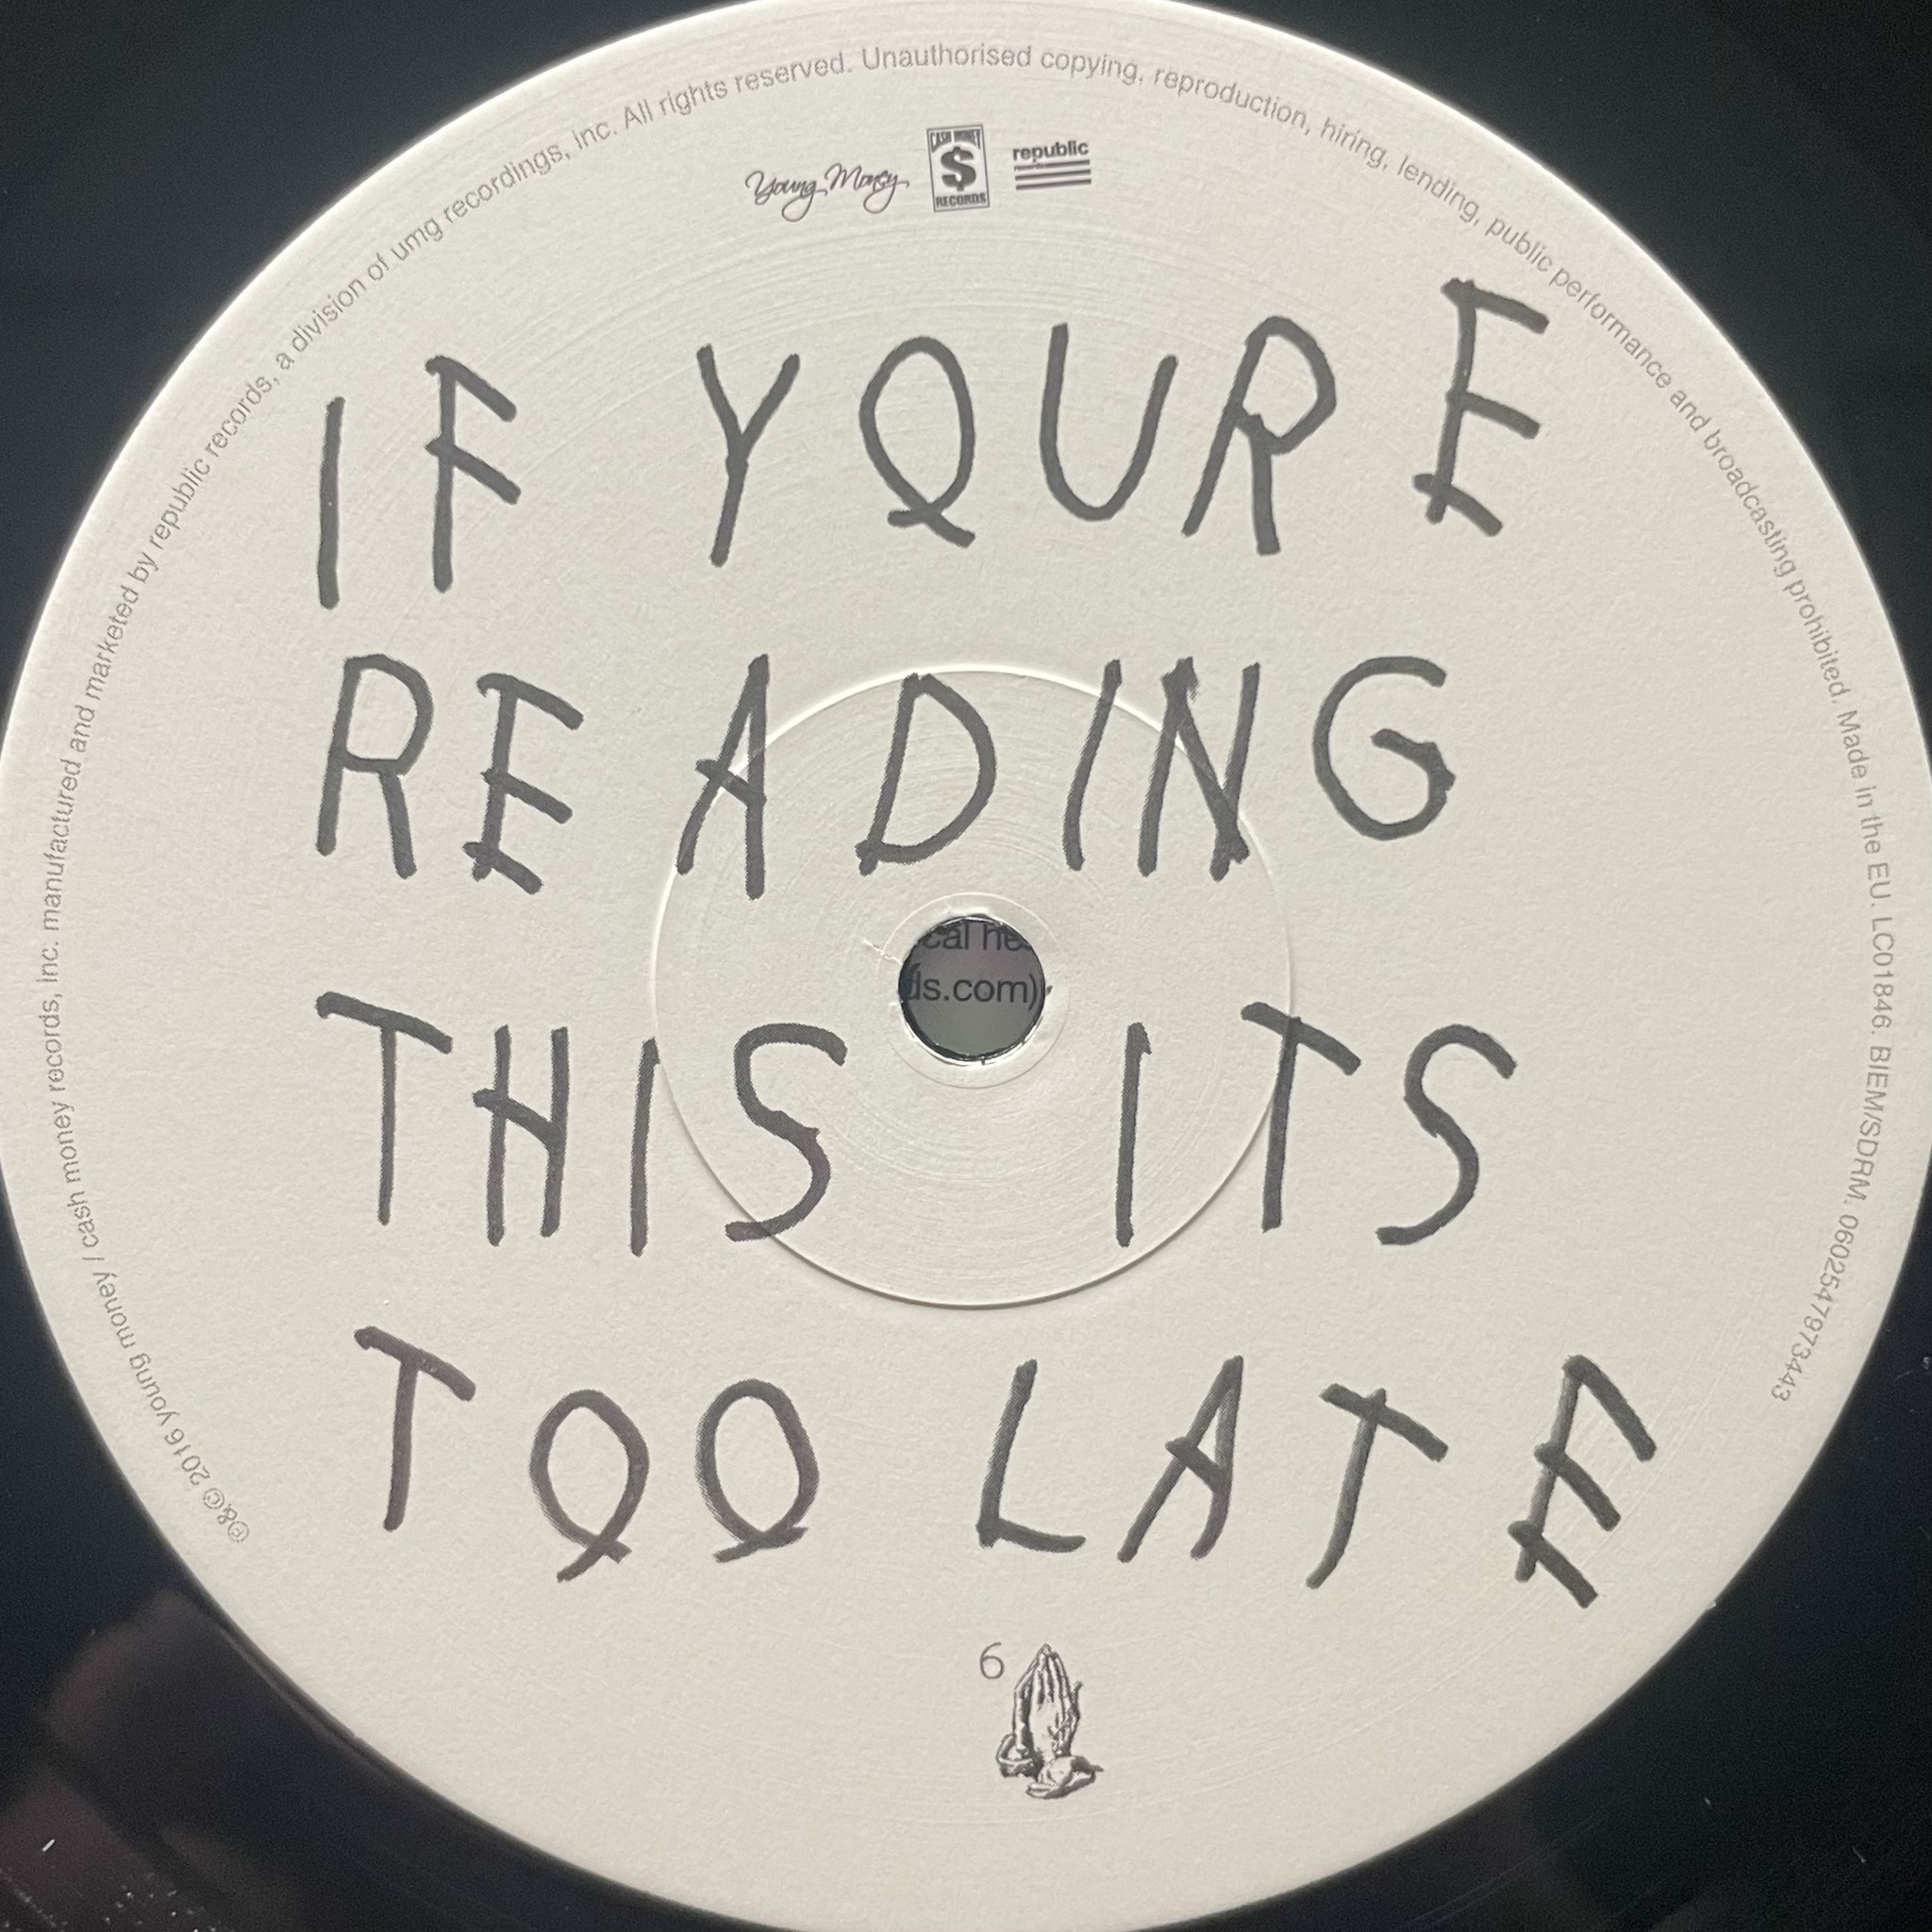 ℗&© 2016 young money / cash money records, inc. manufactured and marketed by republic records, a division of umg recordings, inc. All rights reserved. Unauthorised copying, reproduction, hiring, lending, public performance and broadcasting prohibited. Made in the EU. LC01846. BIEM/SDRM. 0602547973443
Young Money
CASH MONEY
$
RECORDS
republic
IF YOURE
READING
THIS ITS
TOO LATE
ds.com)
6